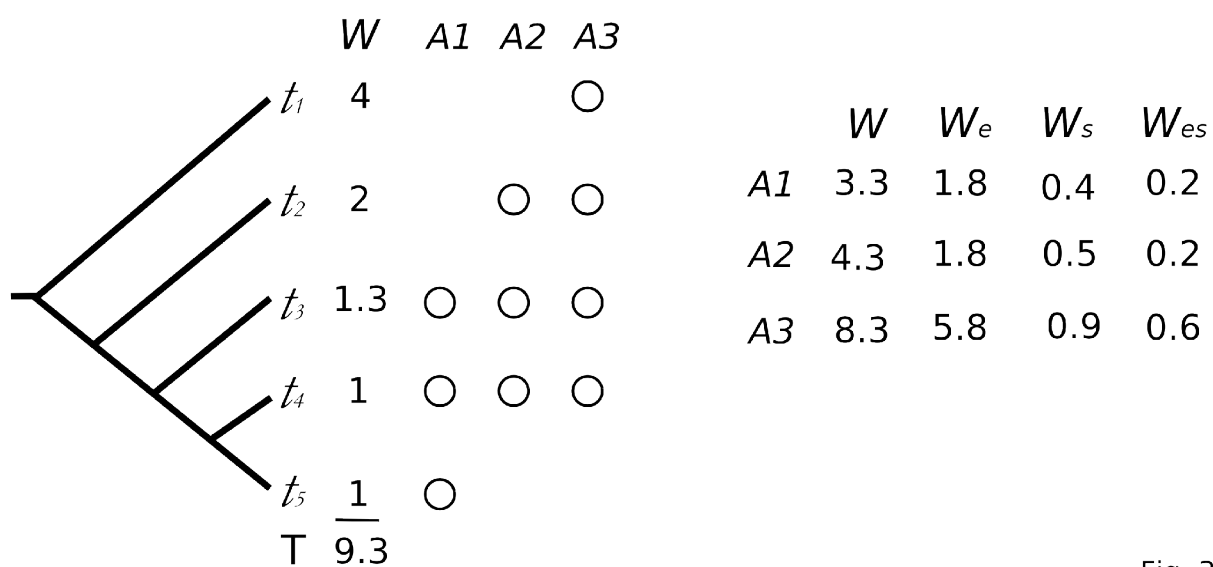 W A1 A2 A3
t1 4
t2 2
t3 1.3
t4 1
t5 1
T 9.3
W We Ws Wes
A1 3.3 1.8 0.4 0.2
A2 4.3 1.8 0.5 0.2
A3 8.3 5.8 0.9 0.6